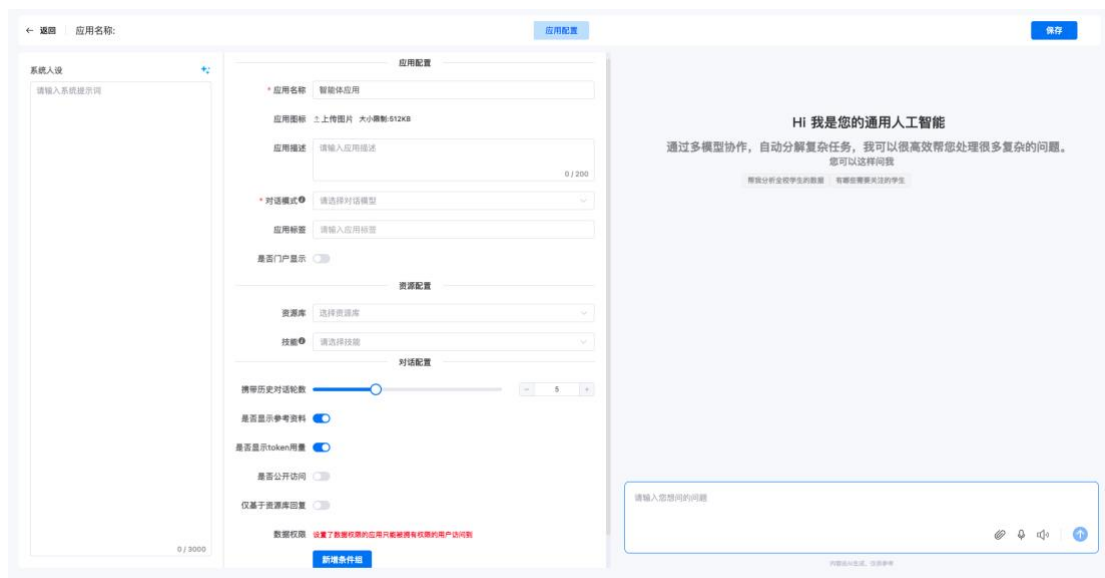 ← 返回 应用名称:
应用配置
保存
系统人设
请输入系统提示词
0 / 3000
应用配置
* 应用名称 智能体应用
应用图标 上传图片 大小限制:512KB
应用描述 请输入应用描述
0 / 200
* 对话模式 请选择对话模型
应用标签 请输入应用标签
是否门户显示
资源配置
资源库 选择资源库
技能 请选择技能
对话配置
携带历史对话轮数 − 5 +
是否显示参考资料
是否显示token用量
是否公开访问
仅基于资源库回复
数据权限 设置了数据权限的应用只能被拥有权限的用户访问到
新增条件组
Hi 我是您的通用人工智能
通过多模型协作，自动分解复杂任务，我可以很高效帮您处理很多复杂的问题。
您可以这样问我
帮我分析全校学生的数据 有哪些需要关注的学生
请输入您想问的问题
内容由AI生成，仅供参考